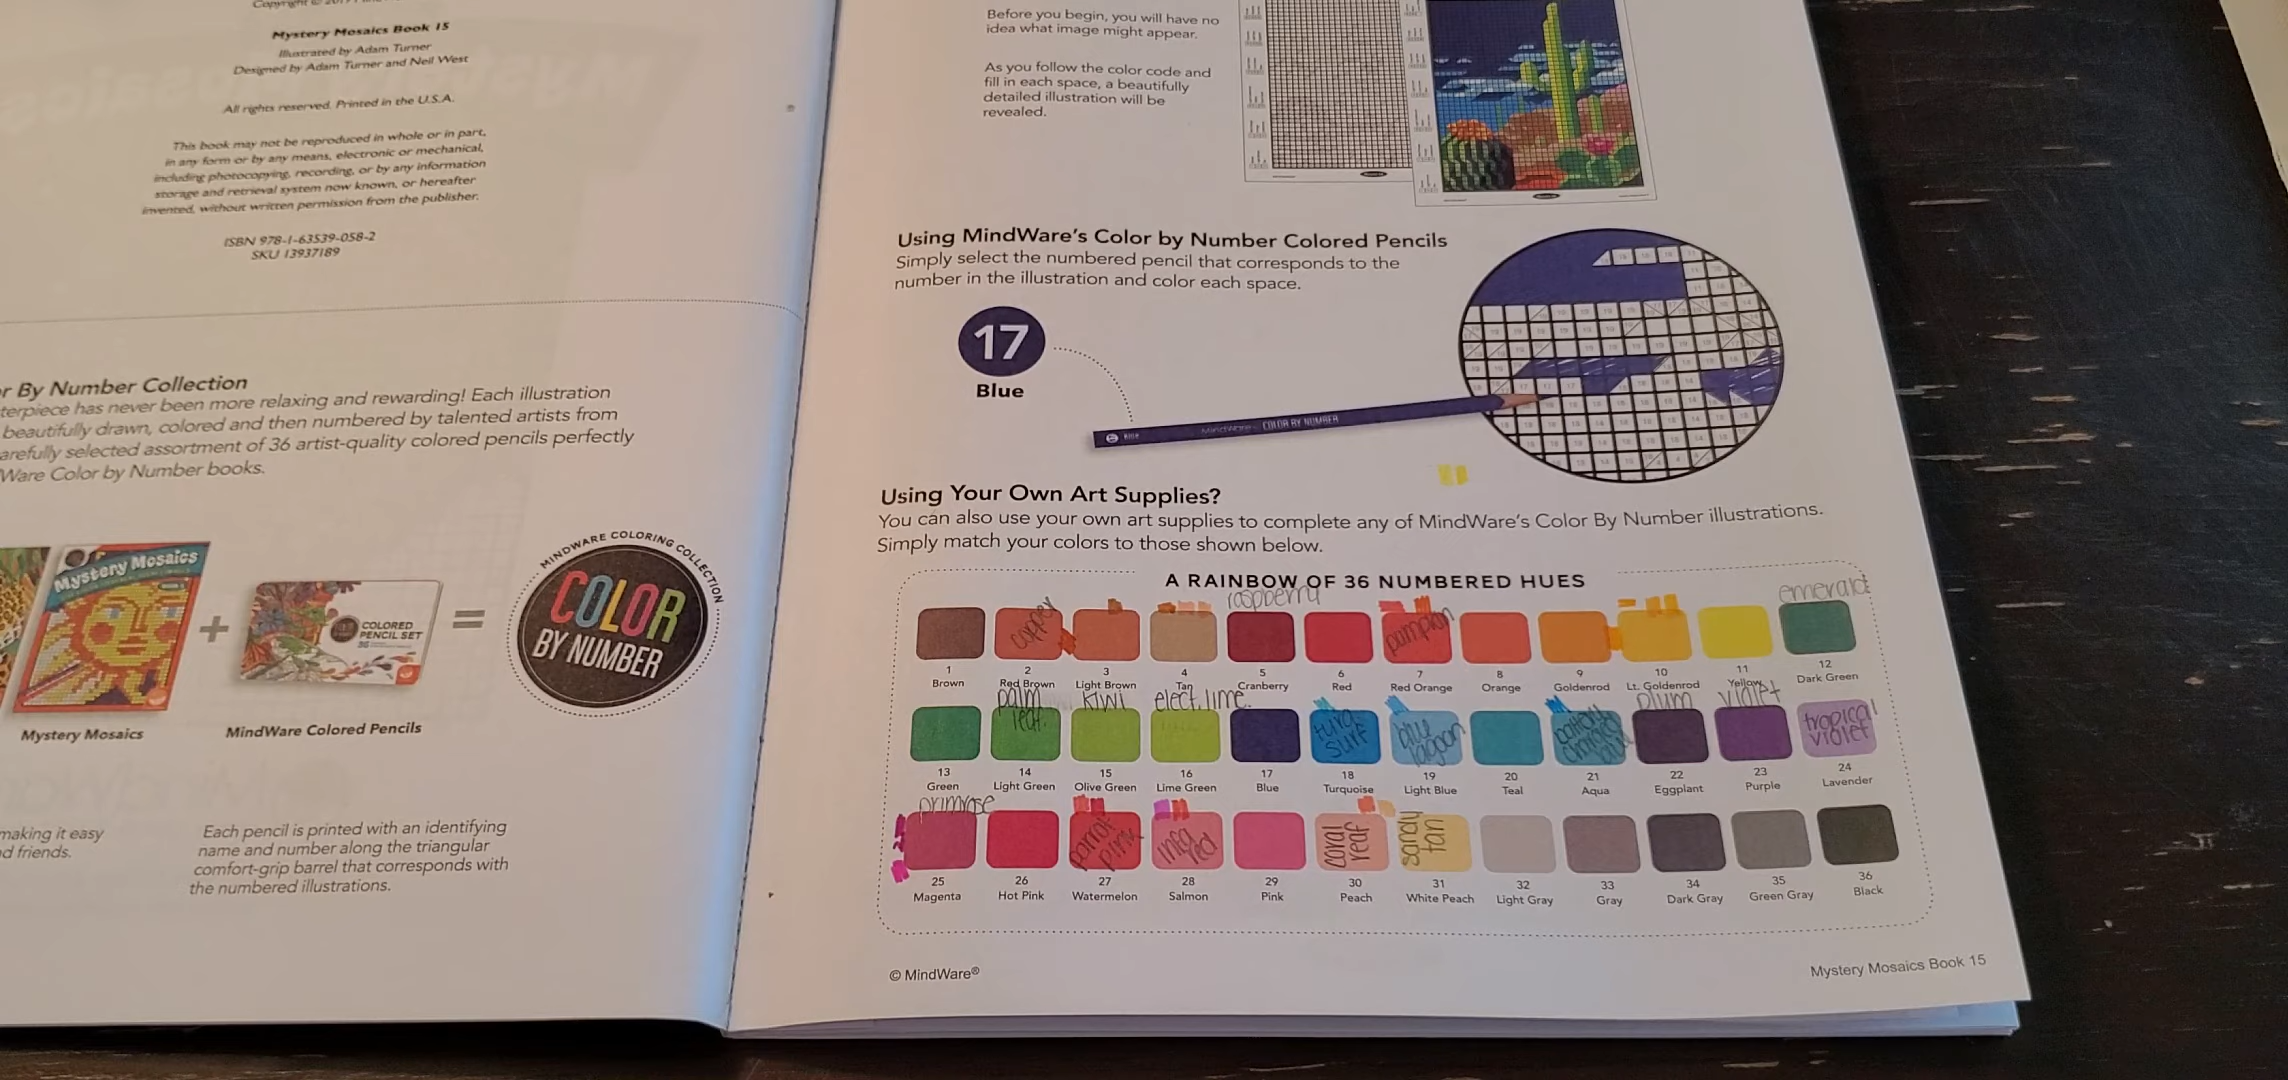 Mystery Mosaics Book 15
Illustrated by Adam Turner
Designed by Adam Turner and Neil West
All rights reserved. Printed in the U.S.A.
This book may not be reproduced in whole or in part,
in any form or by any means, electronic or mechanical,
including photocopying, recording, or by any information
storage and retrieval system now known, or hereafter
invented, without written permission from the publisher.
ISBN 978-1-63539-058-2
SKU 13937189
r By Number Collection
terpiece has never been more relaxing and rewarding! Each illustration
beautifully drawn, colored and then numbered by talented artists from
arefully selected assortment of 36 artist-quality colored pencils perfectly
Ware Color by Number books.
Mystery Mosaics
+
COLORED
PENCIL SET
36
=
MINDWARE COLORING COLLECTION
COLOR
BY NUMBER
Mystery Mosaics
MindWare Colored Pencils
making it easy
d friends.
Each pencil is printed with an identifying
name and number along the triangular
comfort-grip barrel that corresponds with
the numbered illustrations.
Before you begin, you will have no
idea what image might appear.
As you follow the color code and
fill in each space, a beautifully
detailed illustration will be
revealed.
Using MindWare's Color by Number Colored Pencils
Simply select the numbered pencil that corresponds to the
number in the illustration and color each space.
17
Blue
Blue MindWare COLOR BY NUMBER
Using Your Own Art Supplies?
You can also use your own art supplies to complete any of MindWare's Color By Number illustrations.
Simply match your colors to those shown below.
A RAINBOW OF 36 NUMBERED HUES
copper raspberry pumpkin emerald
1 2 3 4 5 6 7 8 9 10 11 12
Brown Red Brown Light Brown Tan Cranberry Red Red Orange Orange Goldenrod Lt. Goldenrod Yellow Dark Green
palm leaf kiwi elect. lime turq surf blue lagoon plum violet tropical violet
13 14 15 16 17 18 19 20 21 22 23 24
Green Light Green Olive Green Lime Green Blue Turquoise Light Blue Teal Aqua Eggplant Purple Lavender
primrose parrot pink infra red coral reaf sandy tan
25 26 27 28 29 30 31 32 33 34 35 36
Magenta Hot Pink Watermelon Salmon Pink Peach White Peach Light Gray Gray Dark Gray Green Gray Black
© MindWare®
Mystery Mosaics Book 15